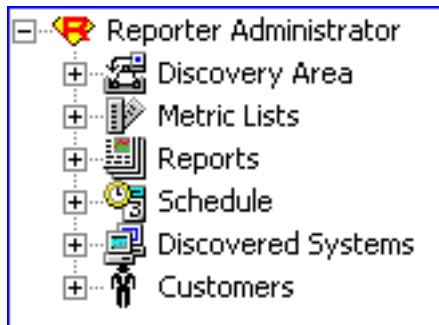 Reporter Administrator
Discovery Area
Metric Lists
Reports
Schedule
Discovered Systems
Customers